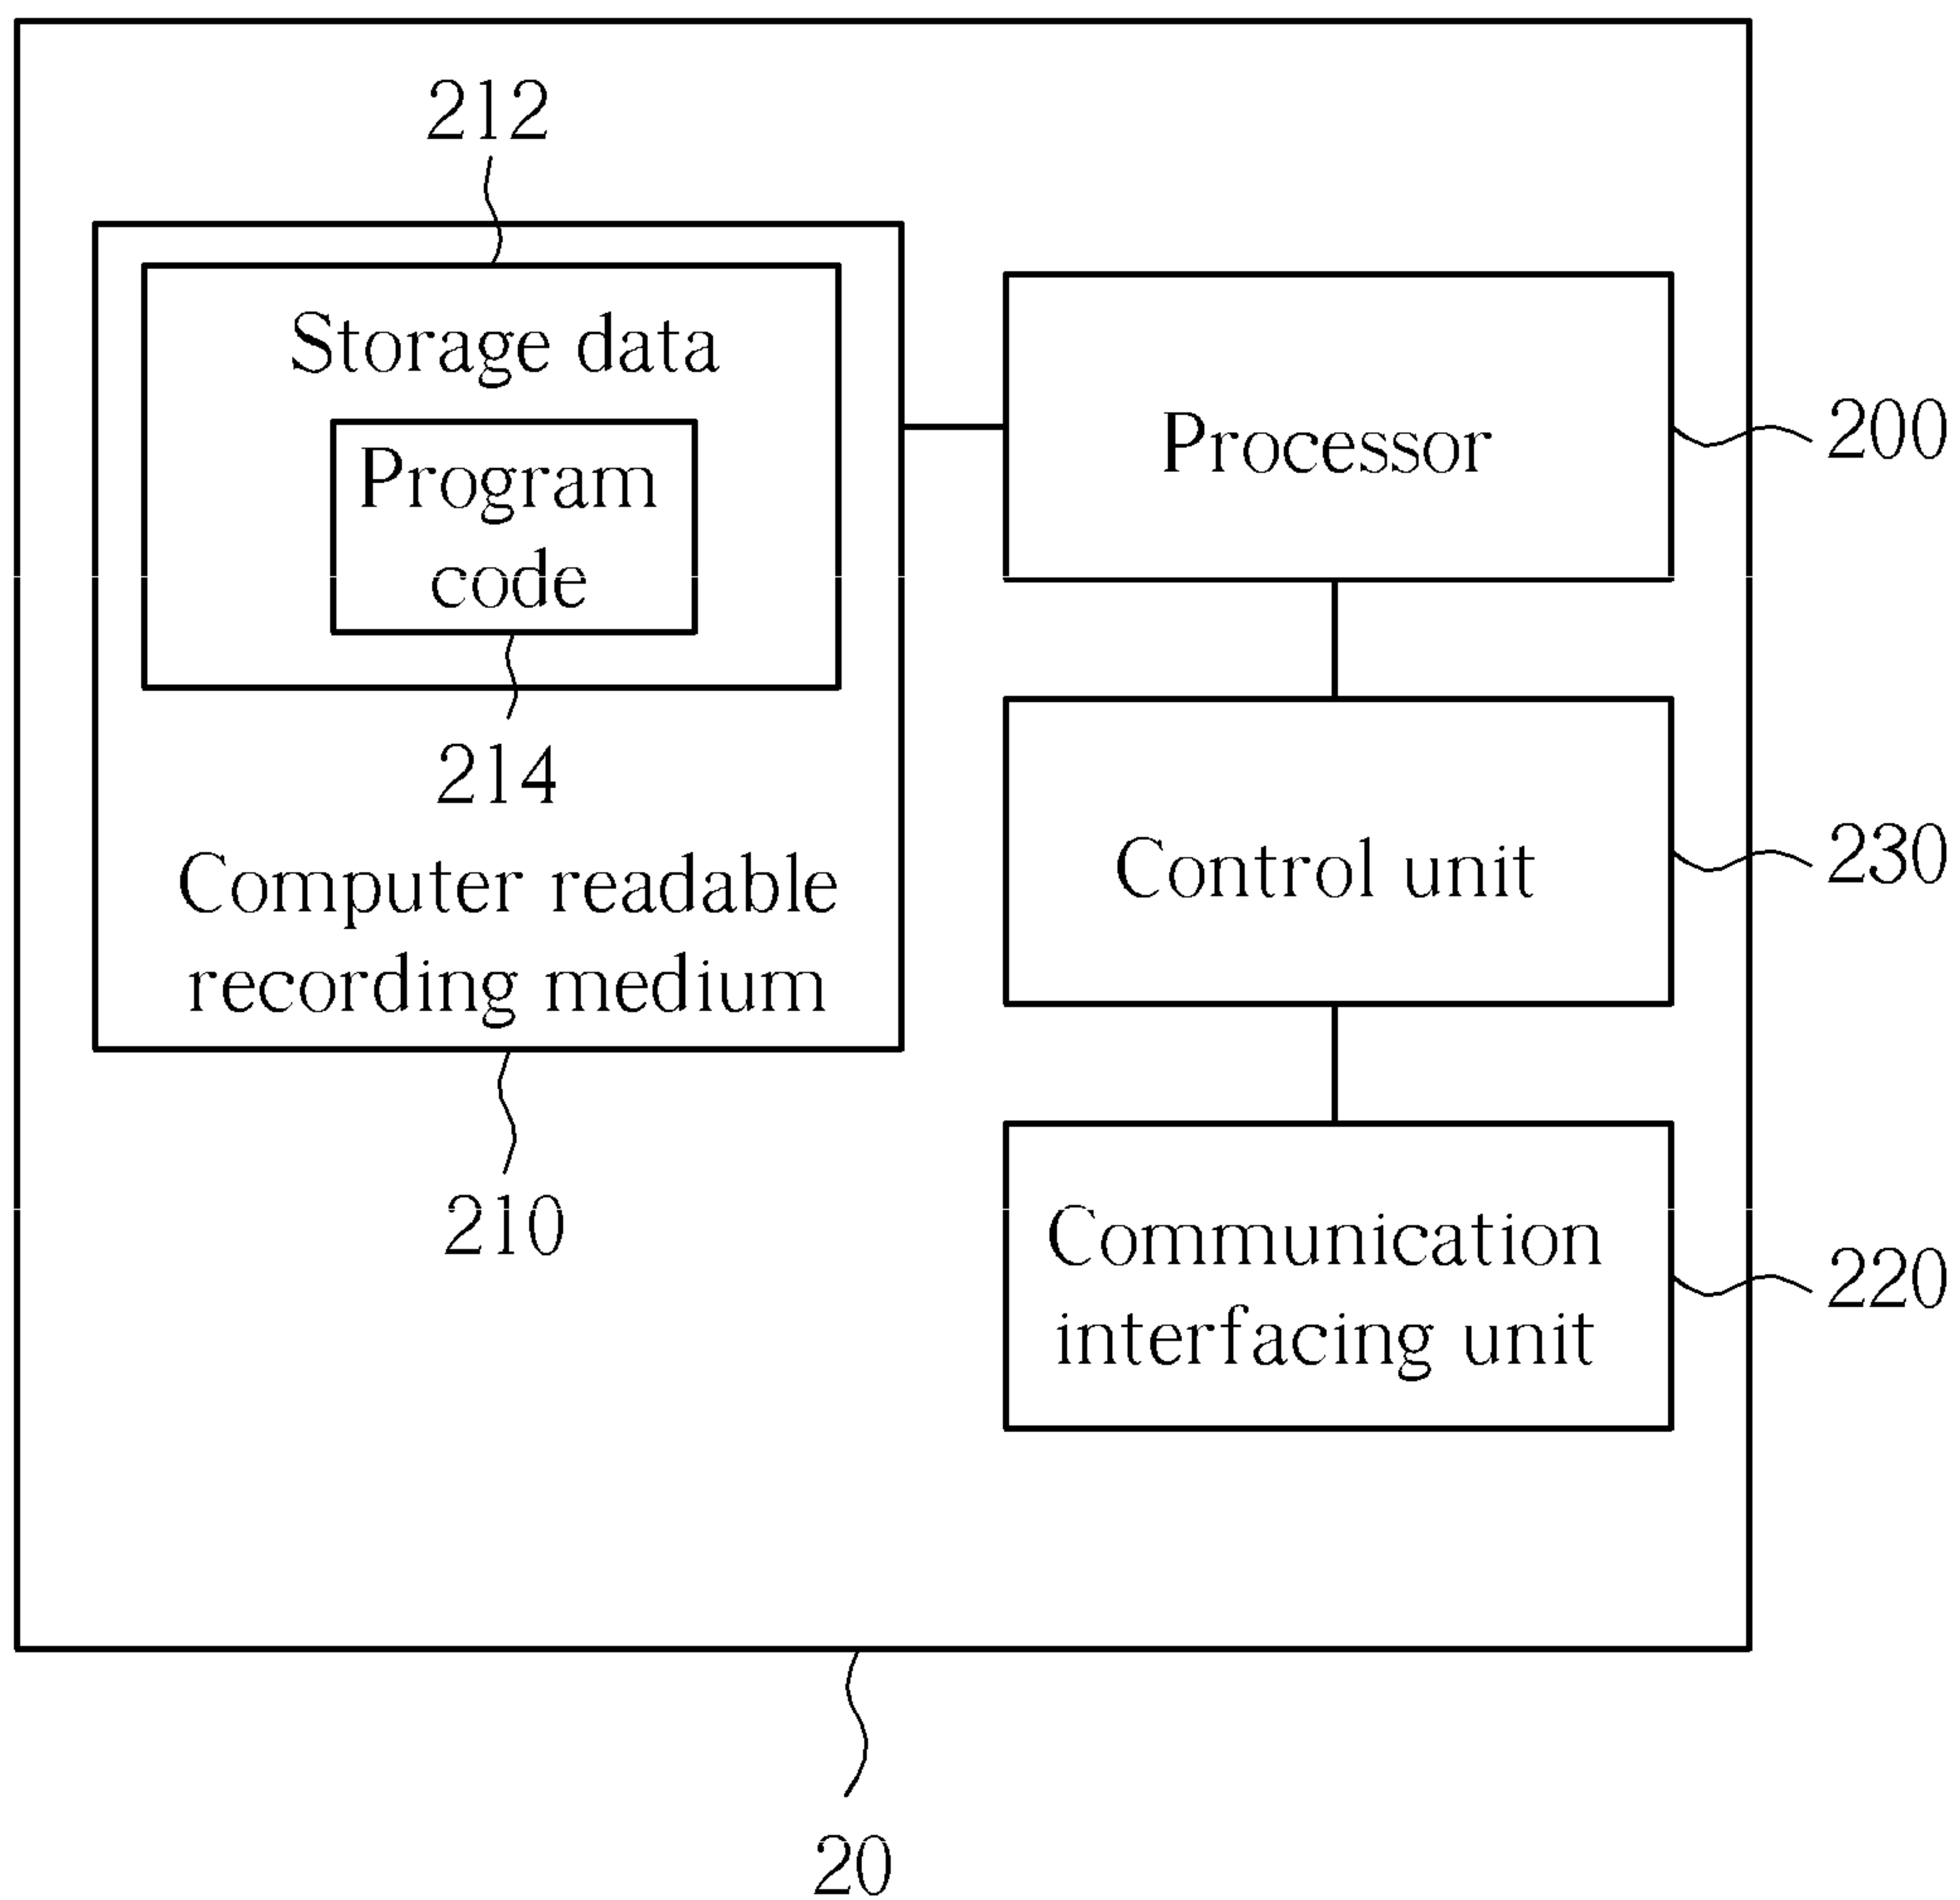 212
Storage data
Program
code
214
Computer readable
recording medium
210
Processor
200
Control unit
230
Communication
interfacing unit
220
20